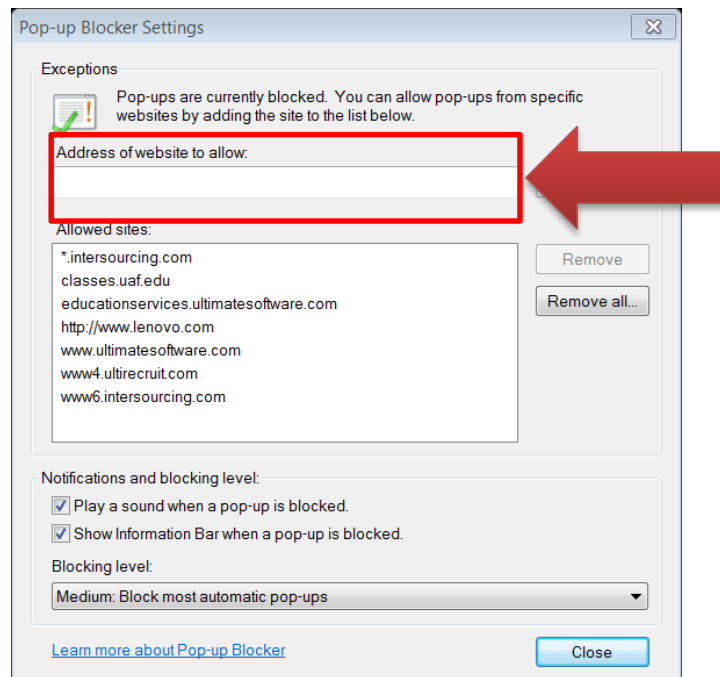 Pop-up Blocker Settings
Exceptions
Pop-ups are currently blocked. You can allow pop-ups from specific
websites by adding the site to the list below.
Address of website to allow:
Allowed sites:
*.intersourcing.com
classes.uaf.edu
educationservices.ultimatesoftware.com
http://www.lenovo.com
www.ultimatesoftware.com
www4.ultirecruit.com
www6.intersourcing.com
Remove
Remove all...
Notifications and blocking level:
Play a sound when a pop-up is blocked.
Show Information Bar when a pop-up is blocked.
Blocking level:
Medium: Block most automatic pop-ups
Learn more about Pop-up Blocker
Close